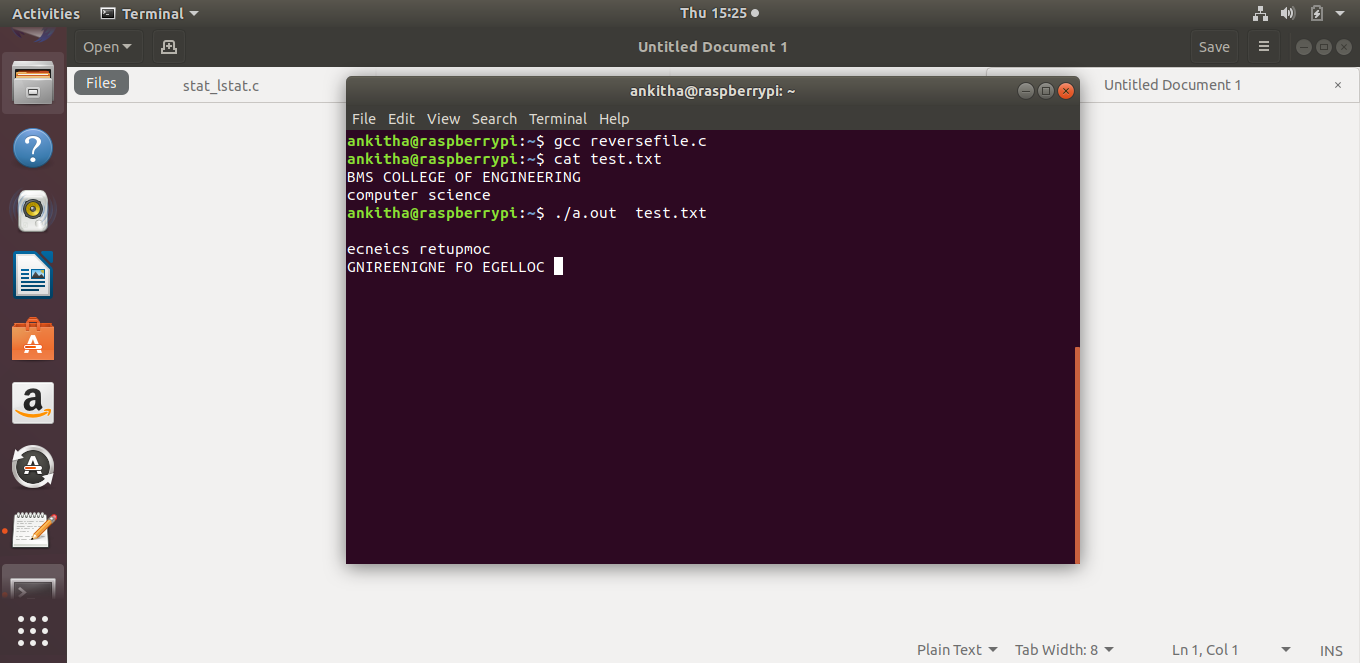 Activities Terminal Thu 15:25
Open Untitled Document 1 Save
Files stat_lstat.c Untitled Document 1 ×
ankitha@raspberrypi: ~
File Edit View Search Terminal Help
ankitha@raspberrypi:~$ gcc reversefile.c
ankitha@raspberrypi:~$ cat test.txt
BMS COLLEGE OF ENGINEERING
computer science
ankitha@raspberrypi:~$ ./a.out  test.txt
ecneics retupmoc
GNIREENIGNE FO EGELLOC
Plain Text Tab Width: 8 Ln 1, Col 1 INS